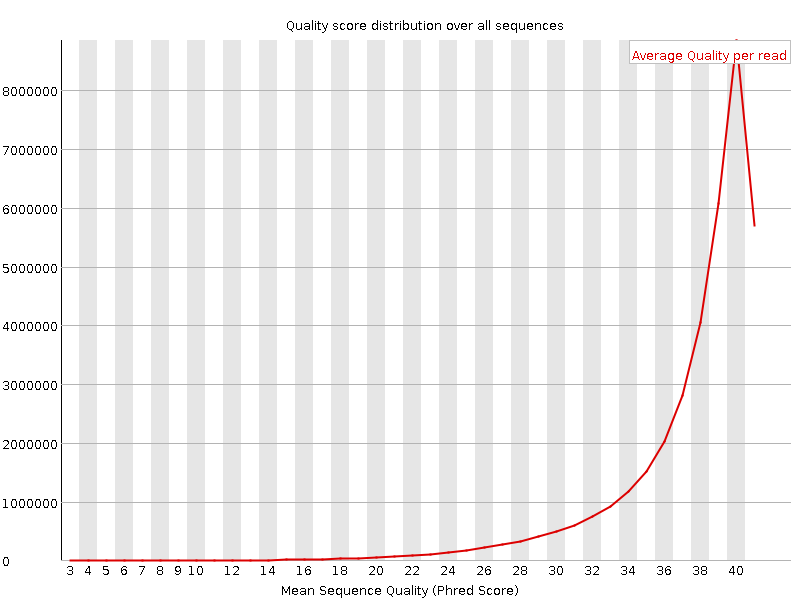 Quality score distribution over all sequences
Average Quality per read
8000000
7000000
6000000
5000000
4000000
3000000
2000000
1000000
0
3 4 5 6 7 8 9 10 12 14 16 18 20 22 24 26 28 30 32 34 36 38 40
Mean Sequence Quality (Phred Score)